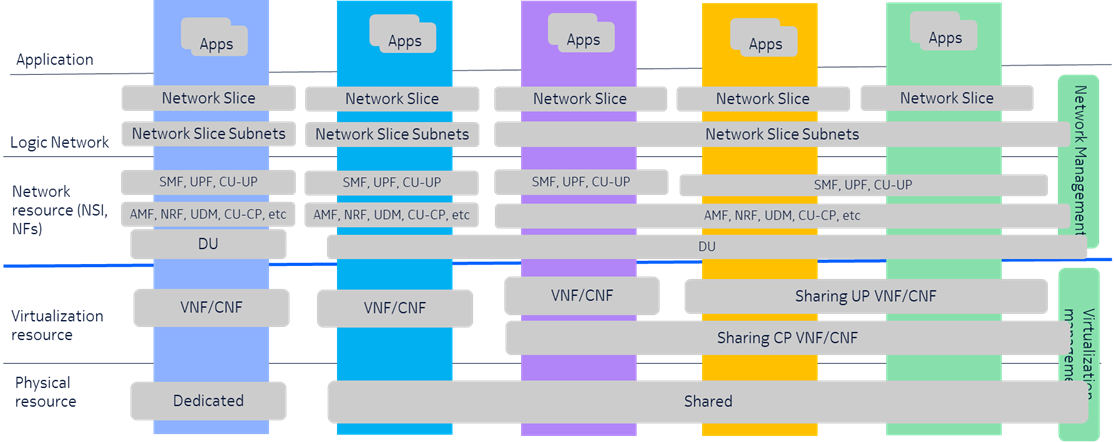 Apps
Apps
Apps
Apps
Apps
Application
Network Slice
Network Slice
Network Slice
Network Slice
Network Slice
Logic Network
Network Slice Subnets
Network Slice Subnets
Network Slice Subnets
Network Management
Network
resource (NSI,
NFs)
SMF, UPF, CU-UP
SMF, UPF, CU-UP
SMF, UPF, CU-UP
SMF, UPF, CU-UP
AMF, NRF, UDM, CU-CP, etc
AMF, NRF, UDM, CU-CP, etc
AMF, NRF, UDM, CU-CP, etc
DU
DU
Virtualization
resource
VNF/CNF
VNF/CNF
VNF/CNF
Sharing UP VNF/CNF
Sharing CP VNF/CNF
Virtualization
Physical
resource
Dedicated
Shared